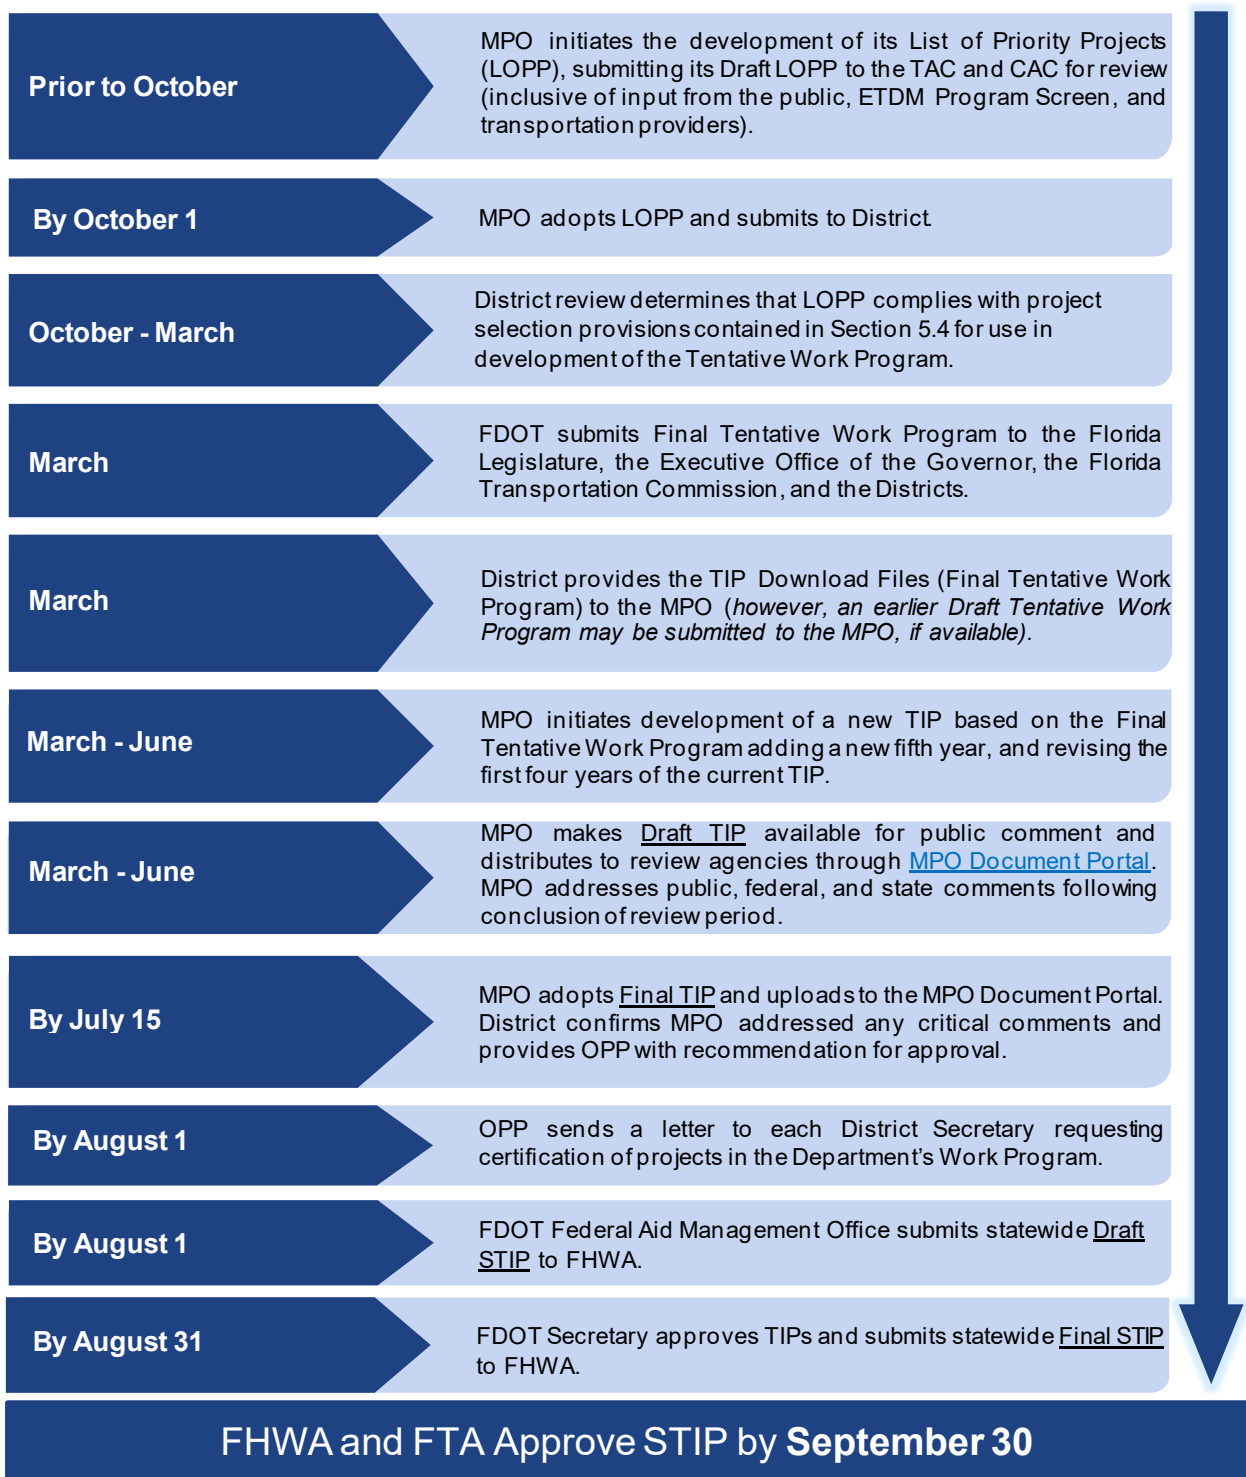 Prior to October
MPO initiates the development of its List of Priority Projects
(LOPP), submitting its Draft LOPP to the TAC and CAC for review
(inclusive of input from the public, ETDM Program Screen, and
transportation providers).
By October 1
MPO adopts LOPP and submits to District.
October - March
District review determines that LOPP complies with project
selection provisions contained in Section 5.4 for use in
development of the Tentative Work Program.
March
FDOT submits Final Tentative Work Program to the Florida
Legislature, the Executive Office of the Governor, the Florida
Transportation Commission, and the Districts.
March
District provides the TIP Download Files (Final Tentative Work
Program) to the MPO (however, an earlier Draft Tentative Work
Program may be submitted to the MPO, if available).
March - June
MPO initiates development of a new TIP based on the Final
Tentative Work Program adding a new fifth year, and revising the
first four years of the current TIP.
March - June
MPO makes Draft TIP available for public comment and
distributes to review agencies through MPO Document Portal.
MPO addresses public, federal, and state comments following
conclusion of review period.
By July 15
MPO adopts Final TIP and uploads to the MPO Document Portal.
District confirms MPO addressed any critical comments and
provides OPP with recommendation for approval.
By August 1
OPP sends a letter to each District Secretary requesting
certification of projects in the Department's Work Program.
By August 1
FDOT Federal Aid Management Office submits statewide Draft
STIP to FHWA.
By August 31
FDOT Secretary approves TIPs and submits statewide Final STIP
to FHWA.
FHWA and FTA Approve STIP by September 30